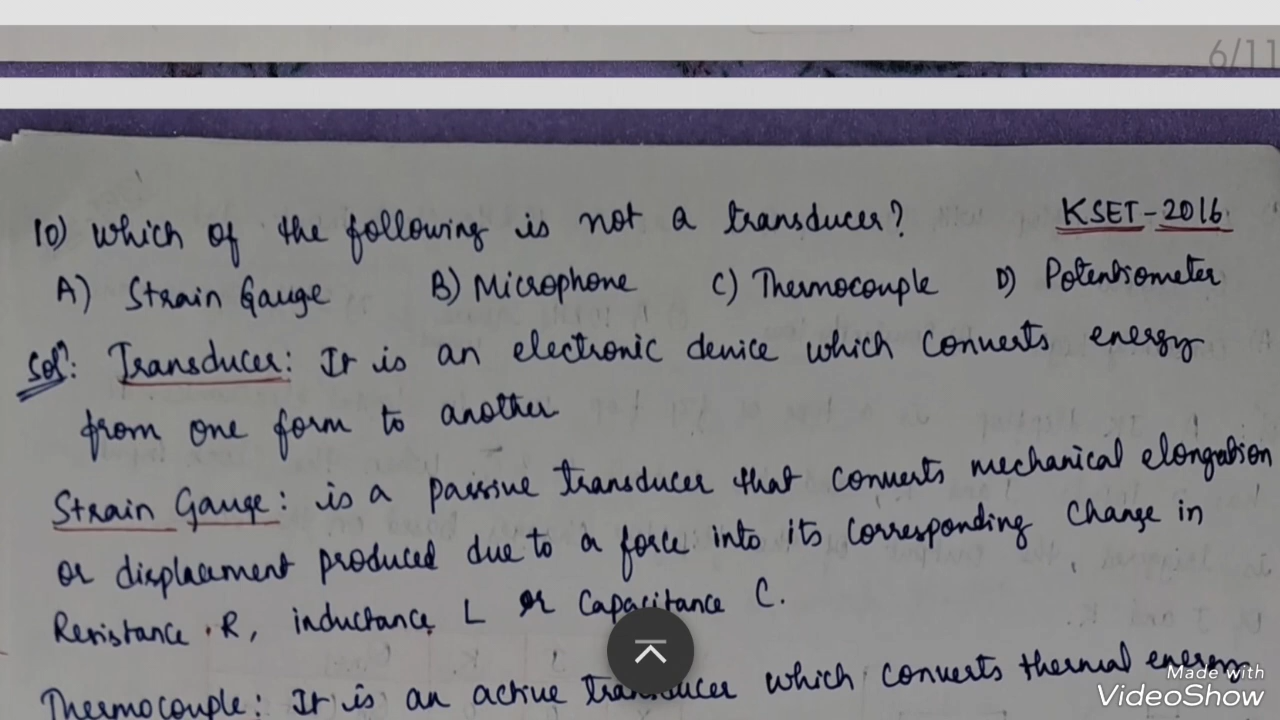 6/11
10) which of the following is not a transducer? KSET-2016
A) Strain Gauge B) Microphone C) Thermocouple D) Potentiometer
Solⁿ: Transducer: It is an electronic device which converts energy
from one form to another
Strain Gauge: is a passive transducer that converts mechanical elongation
or displacement produced due to a force into its corresponding change in
Resistance R, inductance L or Capacitance C.
Thermocouple: It is an active transducer which converts thermal energy
Made with
VideoShow